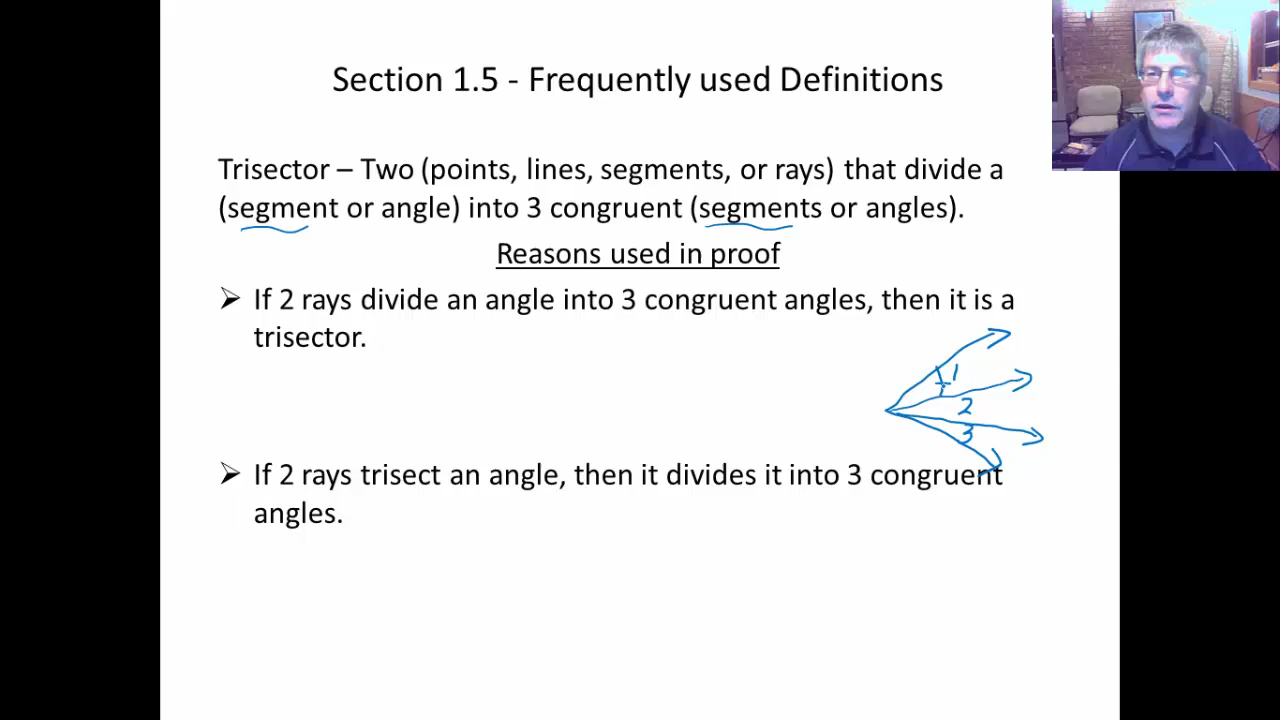 Section 1.5 - Frequently used Definitions
Trisector – Two (points, lines, segments, or rays) that divide a
(segment or angle) into 3 congruent (segments or angles).
Reasons used in proof
➢ If 2 rays divide an angle into 3 congruent angles, then it is a
trisector.
1
2
3
➢ If 2 rays trisect an angle, then it divides it into 3 congruent
angles.